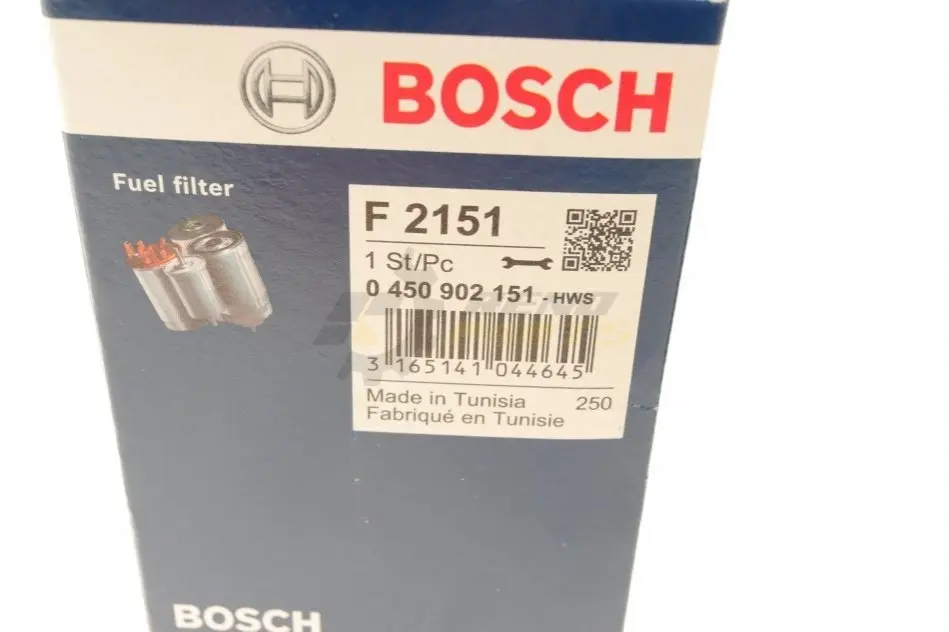 BOSCH
Fuel filter
F 2151
1 St/Pc
0 450 902 151 - HWS
3 165141 044645
Made in Tunisia 250
Fabriqué en Tunisie
BOSCH